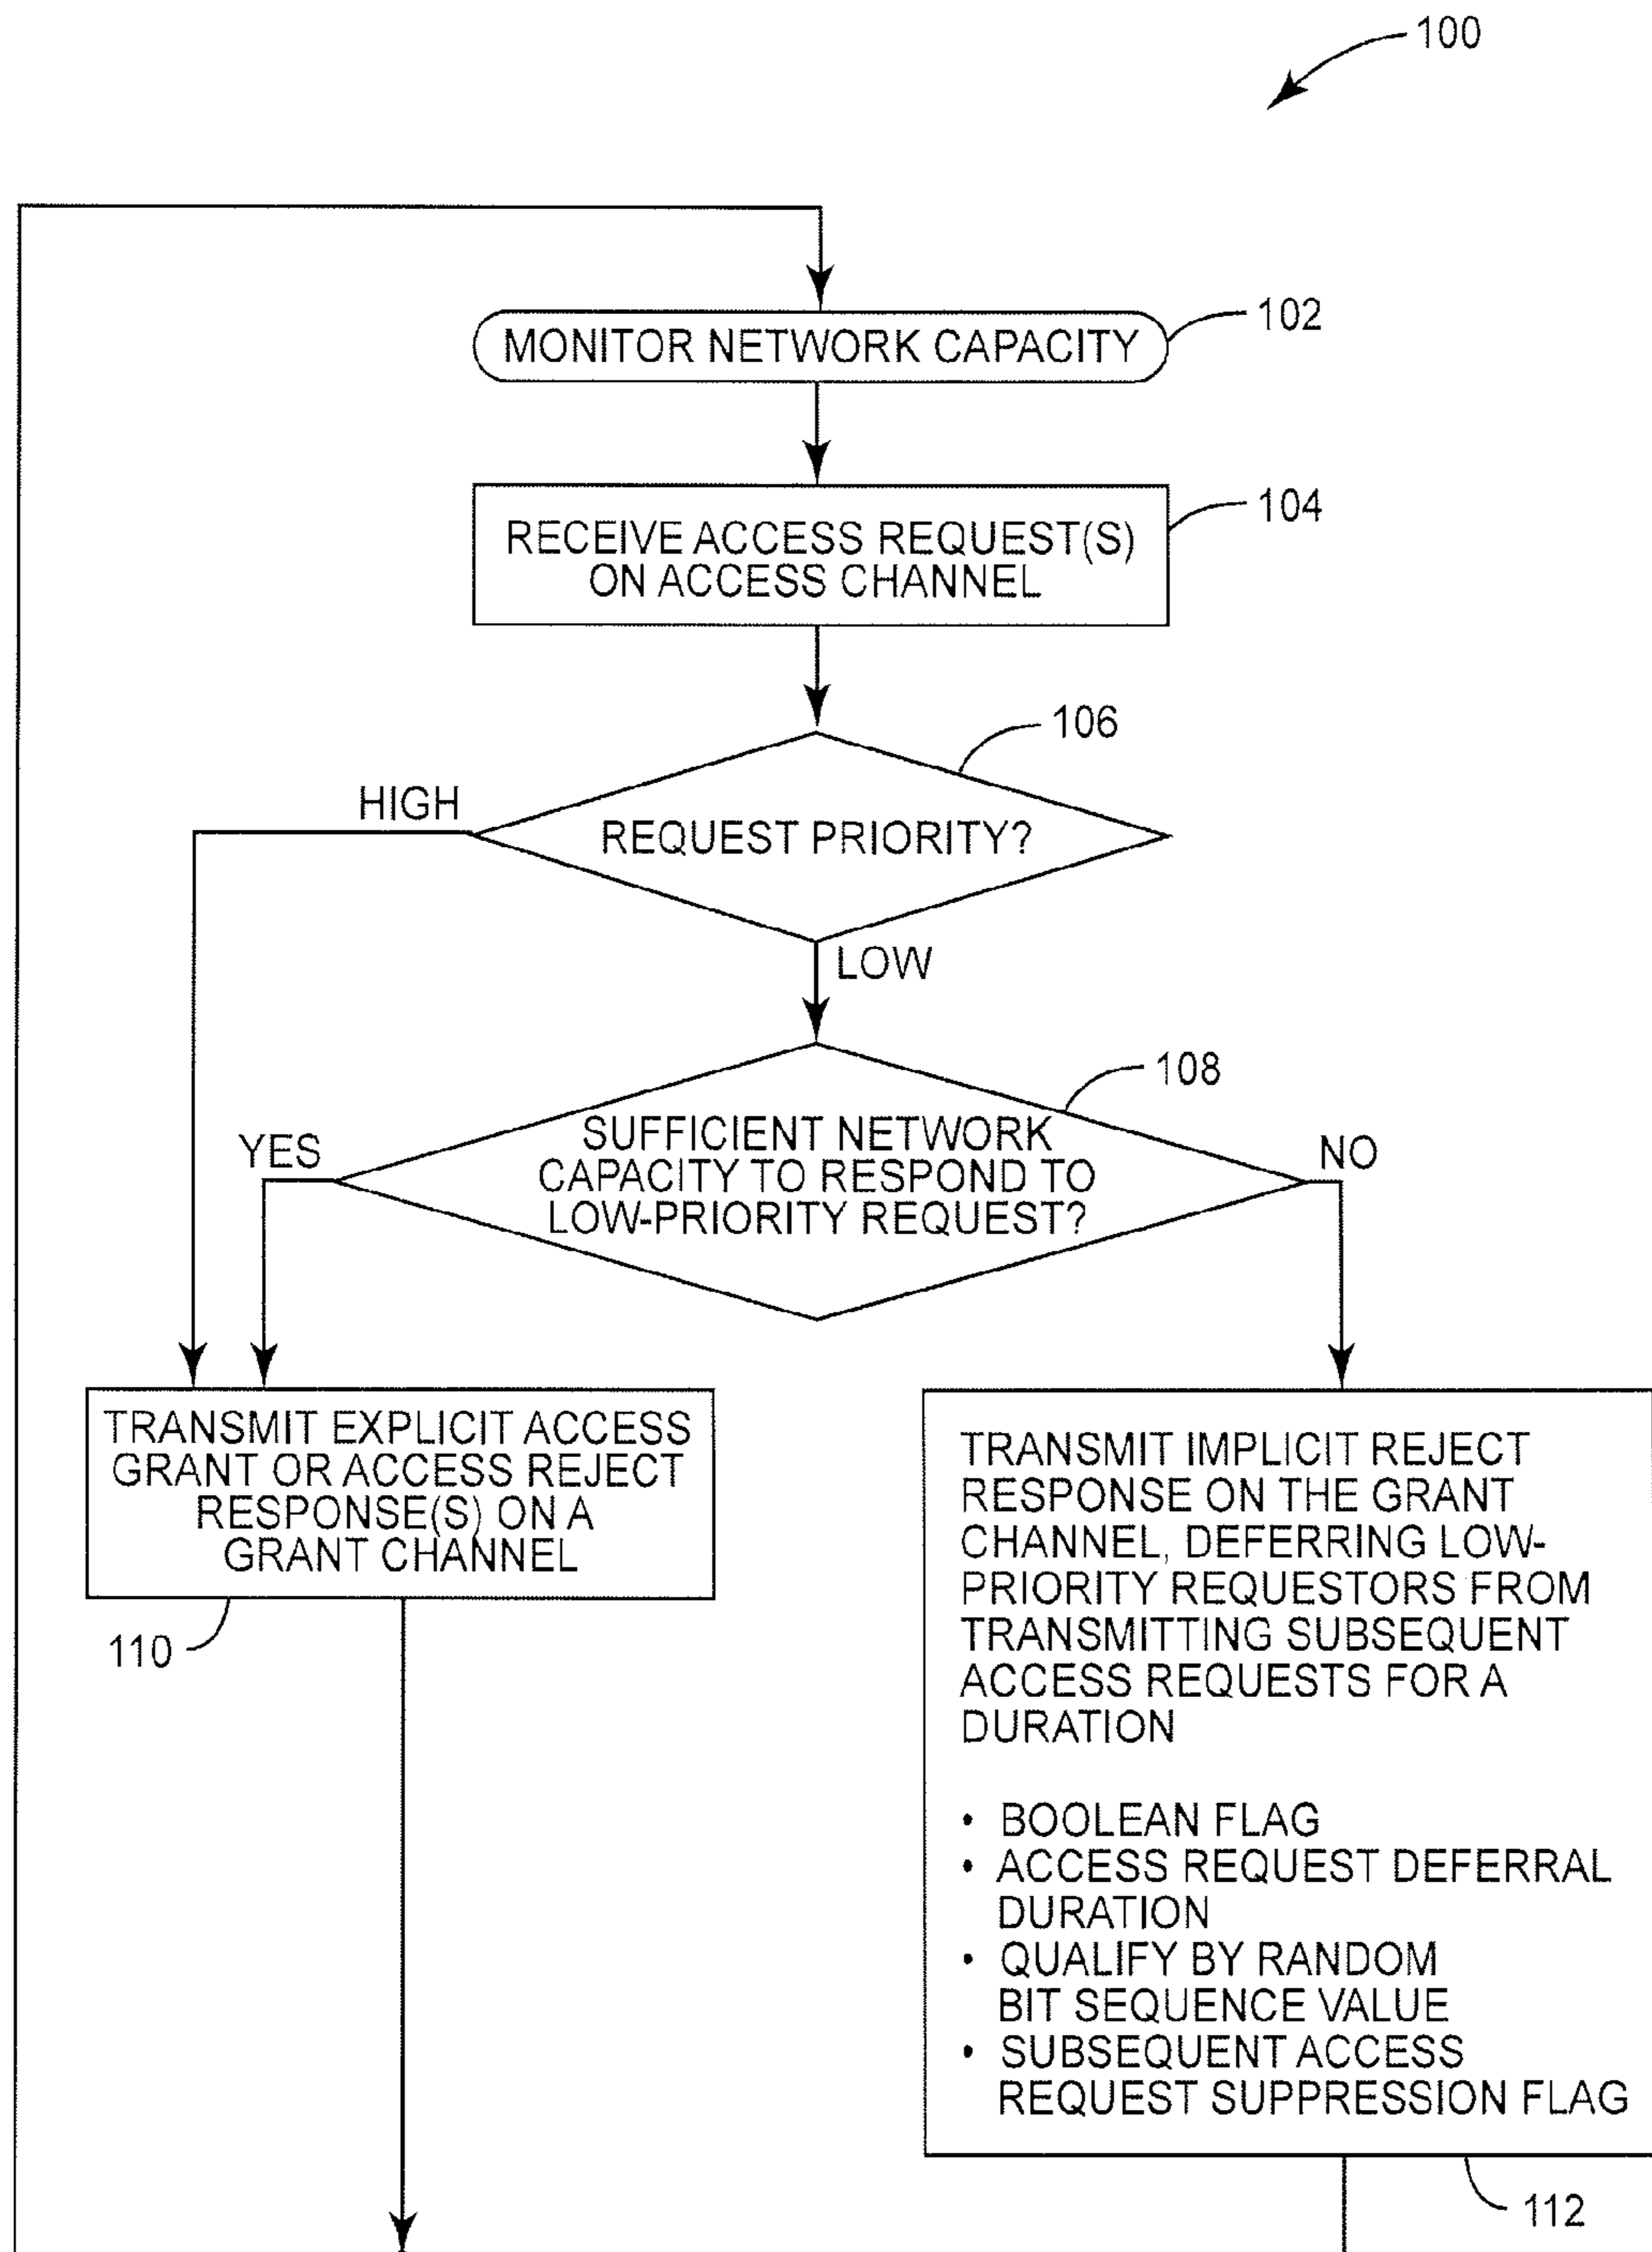 100
MONITOR NETWORK CAPACITY
102
RECEIVE ACCESS REQUEST(S)
ON ACCESS CHANNEL
104
106
HIGH
REQUEST PRIORITY?
LOW
108
YES
SUFFICIENT NETWORK
CAPACITY TO RESPOND TO
LOW-PRIORITY REQUEST?
NO
TRANSMIT EXPLICIT ACCESS
GRANT OR ACCESS REJECT
RESPONSE(S) ON A
GRANT CHANNEL
110
TRANSMIT IMPLICIT REJECT
RESPONSE ON THE GRANT
CHANNEL, DEFERRING LOW-
PRIORITY REQUESTORS FROM
TRANSMITTING SUBSEQUENT
ACCESS REQUESTS FOR A
DURATION
• BOOLEAN FLAG
• ACCESS REQUEST DEFERRAL
DURATION
• QUALIFY BY RANDOM
BIT SEQUENCE VALUE
• SUBSEQUENT ACCESS
REQUEST SUPPRESSION FLAG
112